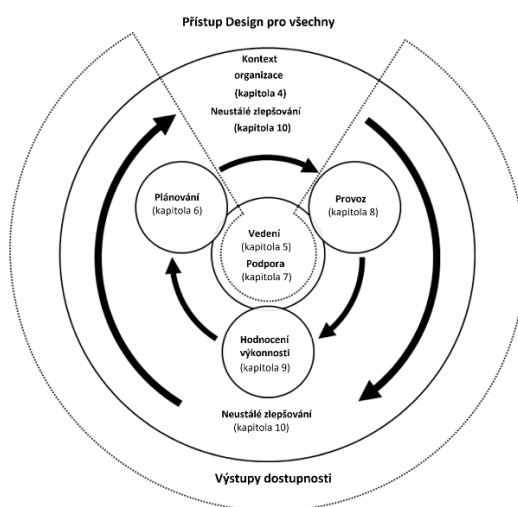 Přístup Design pro všechny
Kontext
organizace
(kapitola 4)
Neustálé zlepšování
(kapitola 10)
Plánování
(kapitola 6)
Provoz
(kapitola 8)
Vedení
(kapitola 5)
Podpora
(kapitola 7)
Hodnocení
výkonnosti
(kapitola 9)
Neustálé zlepšování
(kapitola 10)
Výstupy dostupnosti